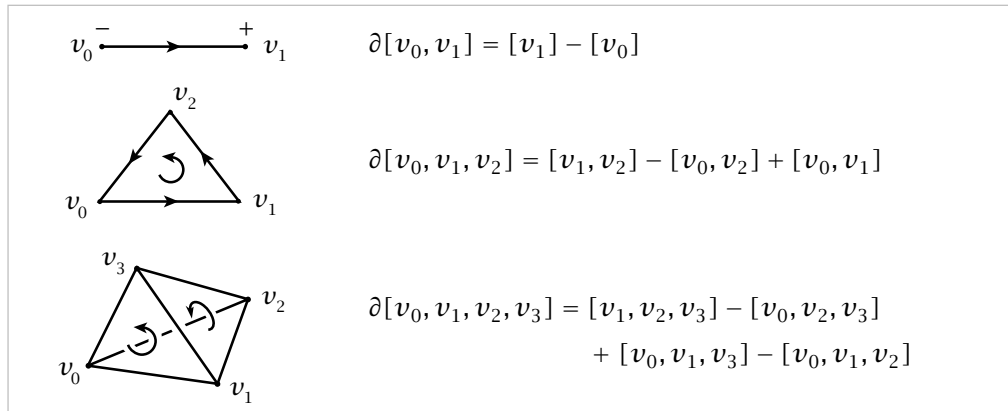 − +
v₀ v₁ ∂[v₀,v₁] = [v₁] − [v₀]
v₂
∂[v₀,v₁,v₂] = [v₁,v₂] − [v₀,v₂] + [v₀,v₁]
v₀ v₁
v₃
v₂ ∂[v₀,v₁,v₂,v₃] = [v₁,v₂,v₃] − [v₀,v₂,v₃]
+ [v₀,v₁,v₃] − [v₀,v₁,v₂]
v₀
v₁